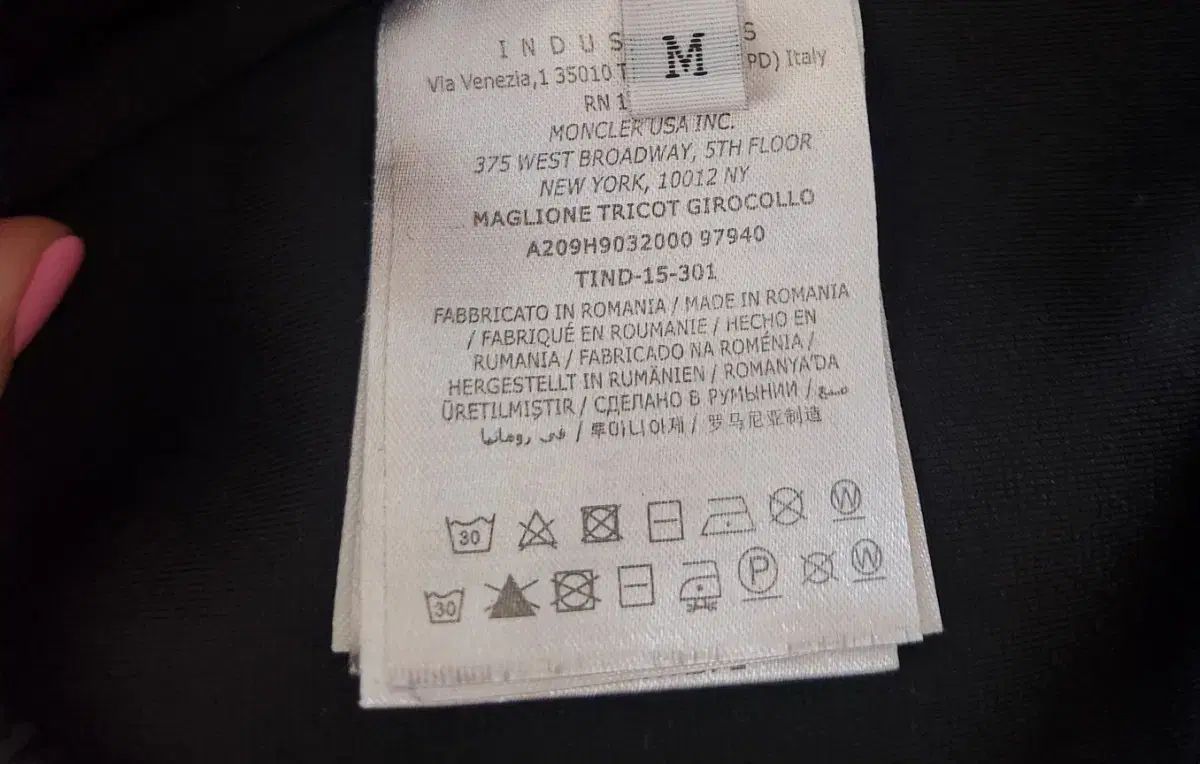 INDUS S
M
Via Venezia,1 35010 T PD) Italy
RN 1
MONCLER USA INC.
375 WEST BROADWAY, 5TH FLOOR
NEW YORK, 10012 NY
MAGLIONE TRICOT GIROCOLLO
A209H9032000 97940
TIND-15-301
FABBRICATO IN ROMANIA / MADE IN ROMANIA
/ FABRIQUÉ EN ROUMANIE / HECHO EN
RUMANIA / FABRICADO NA ROMÉNIA /
HERGESTELLT IN RUMÄNIEN / ROMANYA'DA
ÜRETILMIŞTIR / СДЕЛАНО В РУМЫНИИ / صنع
في رومانيا / 루마니아제 / 罗马尼亚制造
30 W
30 P W